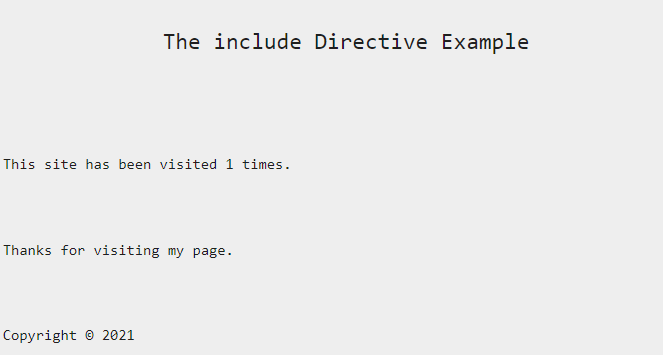 The include Directive Example
This site has been visited 1 times.
Thanks for visiting my page.
Copyright © 2021